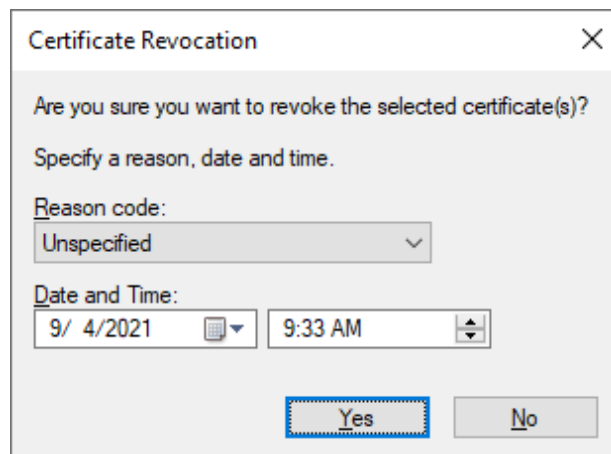 Certificate Revocation
Are you sure you want to revoke the selected certificate(s)?
Specify a reason, date and time.
Reason code:
Unspecified
Date and Time:
9/ 4/2021 9:33 AM
Yes No